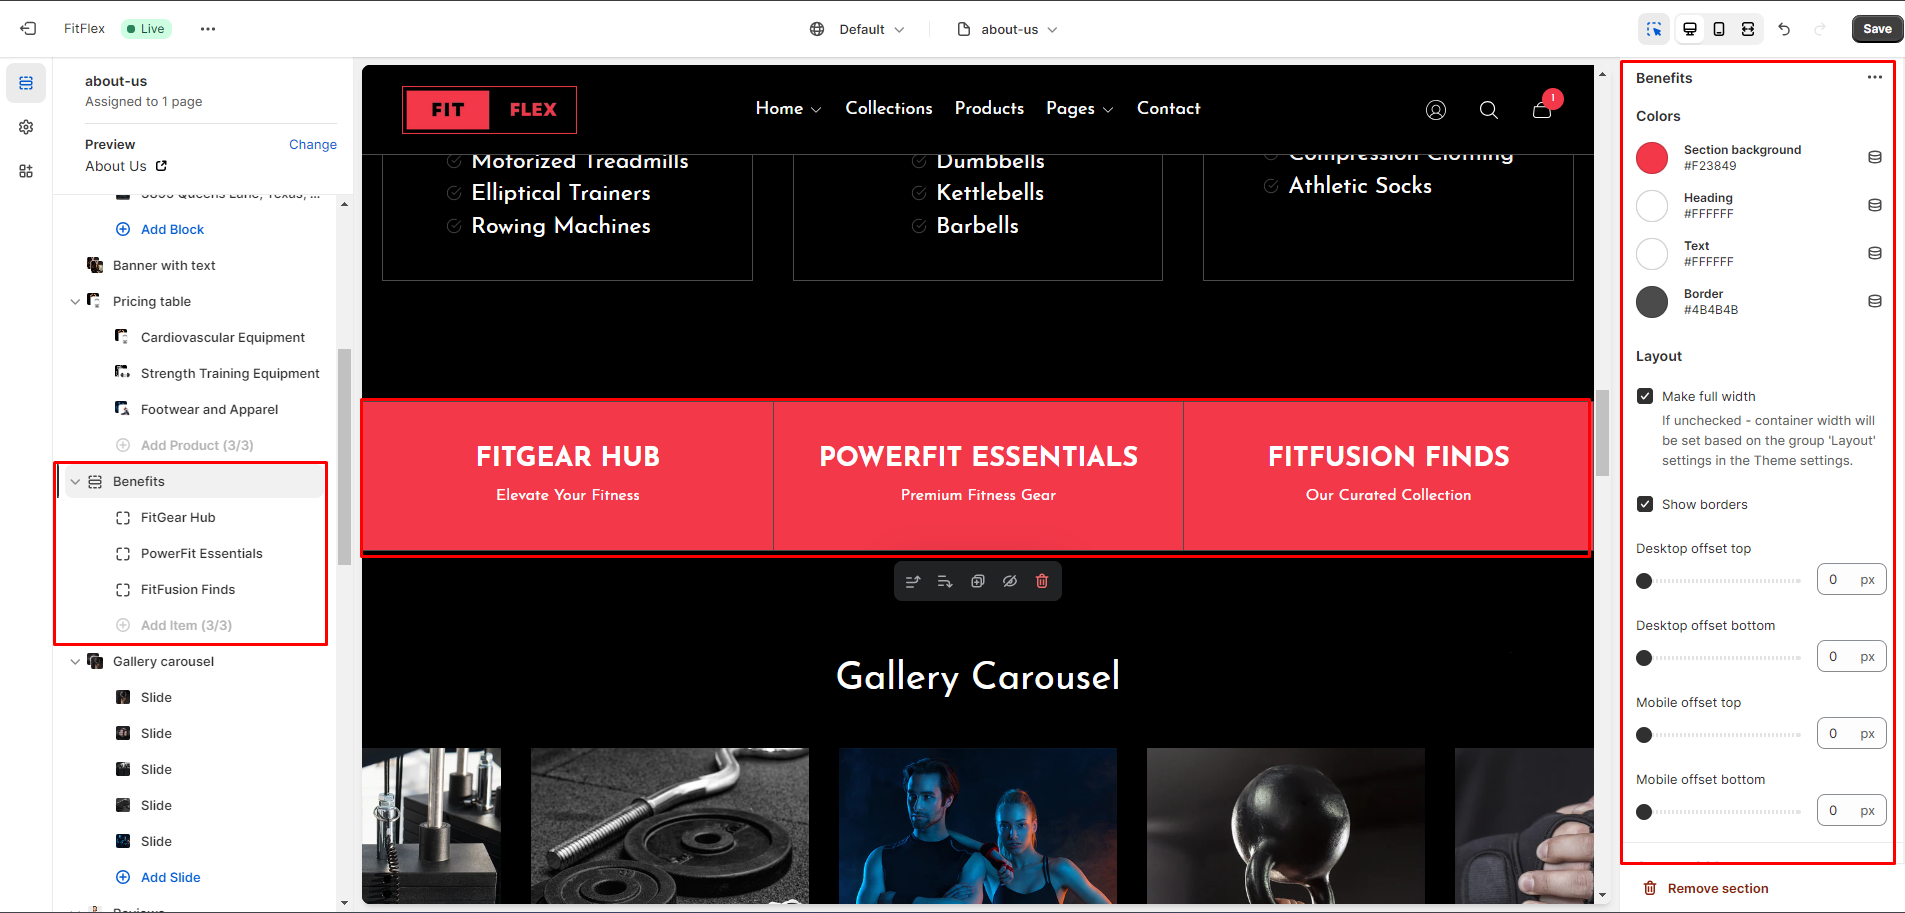 FitFlex
Live
Default
about-us
Save
about-us
Assigned to 1 page
Preview
Change
About Us
Add Block
Banner with text
Pricing table
Cardiovascular Equipment
Strength Training Equipment
Footwear and Apparel
Add Product (3/3)
Benefits
FitGear Hub
PowerFit Essentials
FitFusion Finds
Add Item (3/3)
Gallery carousel
Slide
Slide
Slide
Slide
Slide
Add Slide
Reviews
FIT FLEX
Home Collections Products Pages Contact
1
Motorized Treadmills
Elliptical Trainers
Rowing Machines
Dumbbells
Kettlebells
Barbells
Compression Clothing
Athletic Socks
FITGEAR HUB
Elevate Your Fitness
POWERFIT ESSENTIALS
Premium Fitness Gear
FITFUSION FINDS
Our Curated Collection
Gallery Carousel
Benefits
Colors
Section background
#F23849
Heading
#FFFFFF
Text
#FFFFFF
Border
#4B4B4B
Layout
Make full width
If unchecked - container width will
be set based on the group 'Layout'
settings in the Theme settings.
Show borders
Desktop offset top
0 px
Desktop offset bottom
0 px
Mobile offset top
0 px
Mobile offset bottom
0 px
Remove section